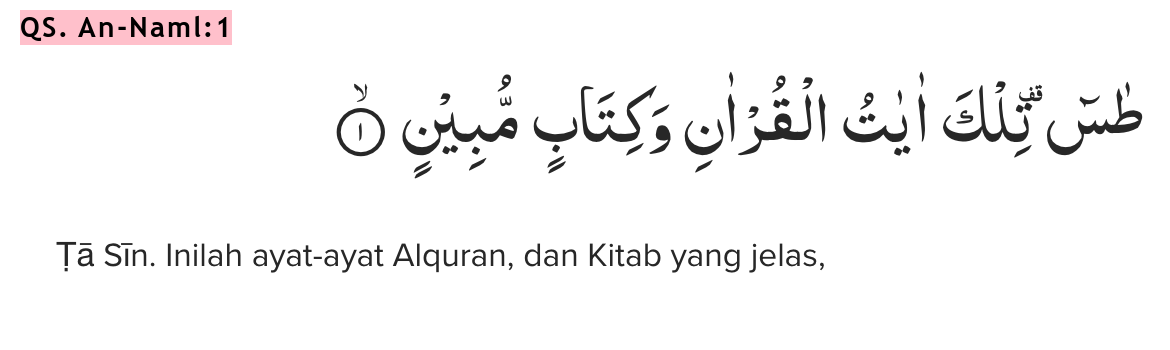 QS. An-Naml:1
طٰسۤ ۗتِلْكَ اٰيٰتُ الْقُرْاٰنِ وَكِتَابٍ مُّبِيْنٍ ۙ ١
Ṭā Sīn. Inilah ayat-ayat Alquran, dan Kitab yang jelas,